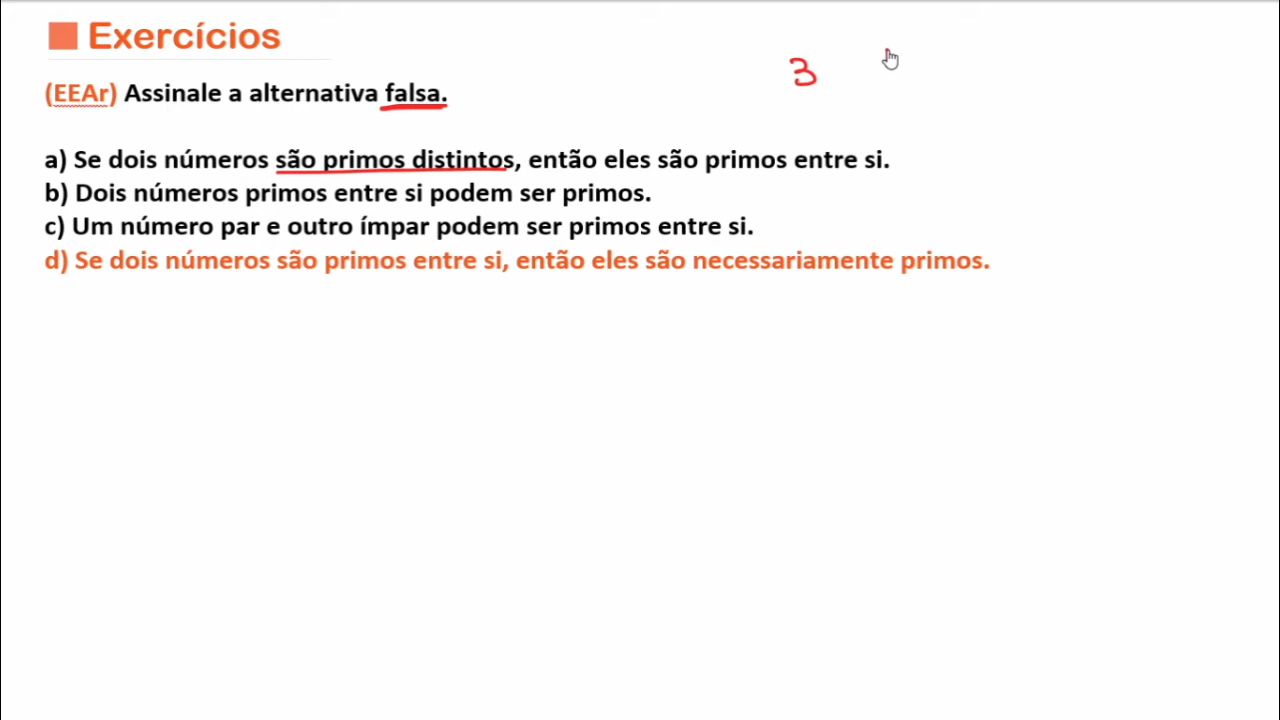 Exercícios
3
(EEAr) Assinale a alternativa falsa.
a) Se dois números são primos distintos, então eles são primos entre si.
b) Dois números primos entre si podem ser primos.
c) Um número par e outro ímpar podem ser primos entre si.
d) Se dois números são primos entre si, então eles são necessariamente primos.